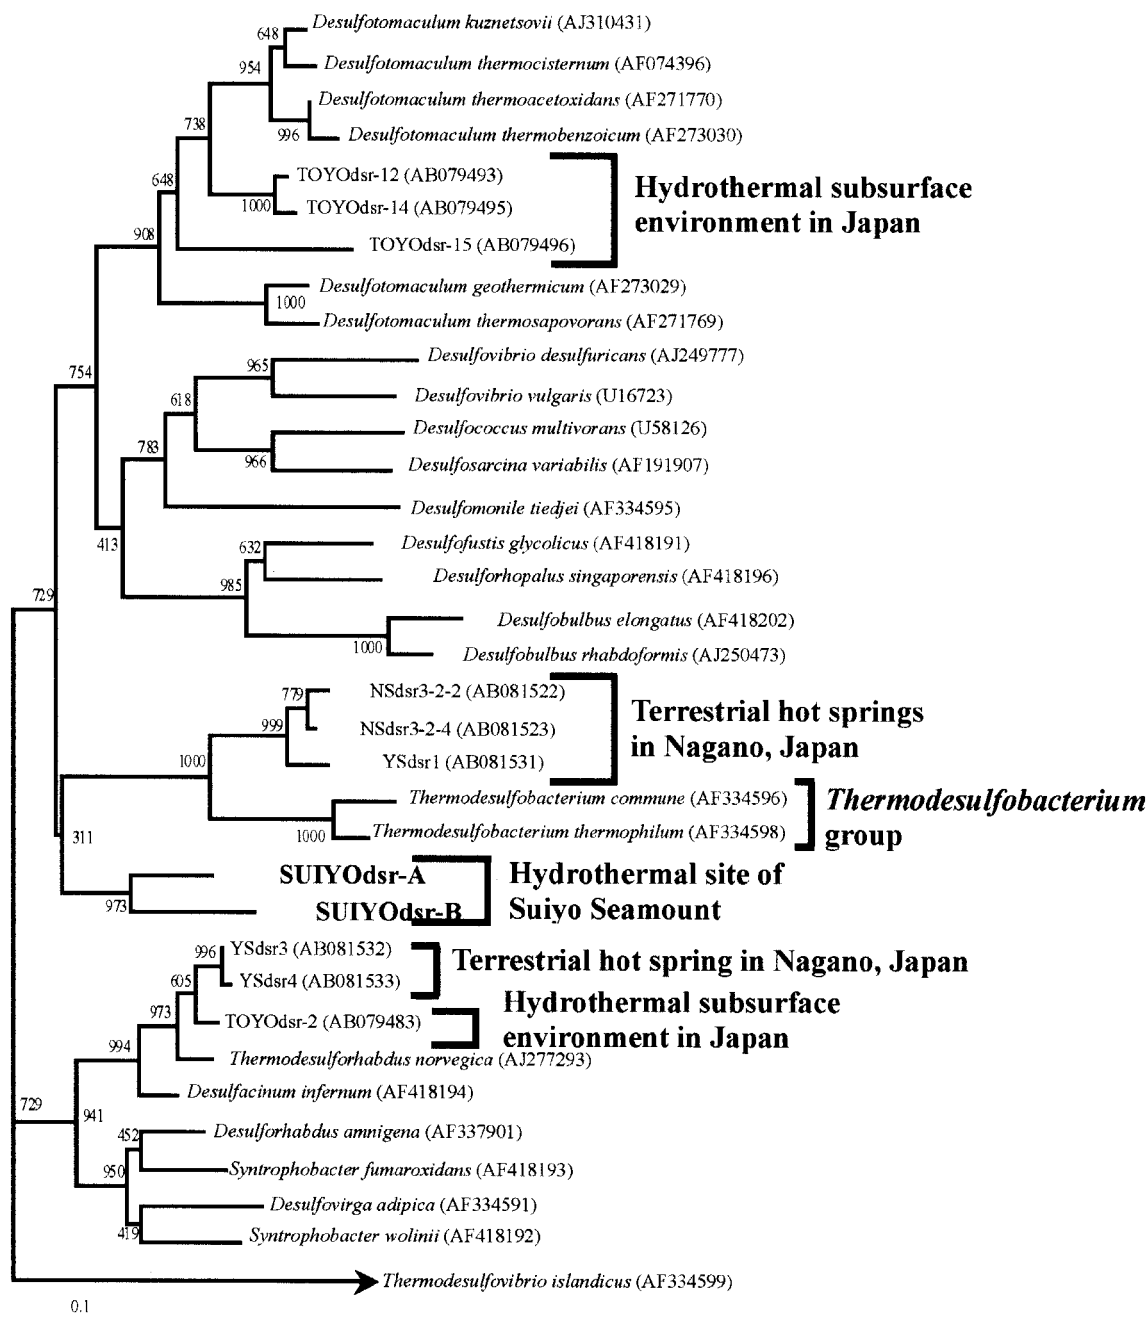 648
Desulfotomaculum kuznetsovii (AJ310431)
954
Desulfotomaculum thermocisternum (AF074396)
Desulfotomaculum thermoacetoxidans (AF271770)
738
996
Desulfotomaculum thermobenzoicum (AF273030)
648
TOYOdsr-12 (AB079493)
1000
TOYOdsr-14 (AB079495)
Hydrothermal subsurface
environment in Japan
908
TOYOdsr-15 (AB079496)
Desulfotomaculum geothermicum (AF273029)
1000
Desulfotomaculum thermosapovorans (AF271769)
754
965
Desulfovibrio desulfuricans (AJ249777)
618
Desulfovibrio vulgaris (U16723)
783
Desulfococcus multivorans (U58126)
966
Desulfosarcina variabilis (AF191907)
Desulfomonile tiedjei (AF334595)
413
632
Desulfofustis glycolicus (AF418191)
985
Desulforhopalus singaporensis (AF418196)
729
Desulfobulbus elongatus (AF418202)
1000
Desulfobulbus rhabdoformis (AJ250473)
779
NSdsr3-2-2 (AB081522)
999
NSdsr3-2-4 (AB081523)
Terrestrial hot springs
in Nagano, Japan
1000
YSdsr1 (AB081531)
Thermodesulfobacterium commune (AF334596)
1000
Thermodesulfobacterium thermophilum (AF334598)
Thermodesulfobacterium
group
311
SUIYOdsr-A
973
SUIYOdsr-B
Hydrothermal site of
Suiyo Seamount
996
YSdsr3 (AB081532)
605
YSdsr4 (AB081533)
Terrestrial hot spring in Nagano, Japan
973
TOYOdsr-2 (AB079483)
Hydrothermal subsurface
environment in Japan
994
Thermodesulforhabdus norvegica (AJ277293)
Desulfacinum infernum (AF418194)
729
941
452
Desulforhabdus amnigena (AF337901)
950
Syntrophobacter fumaroxidans (AF418193)
Desulfovirga adipica (AF334591)
419
Syntrophobacter wolinii (AF418192)
Thermodesulfovibrio islandicus (AF334599)
0.1